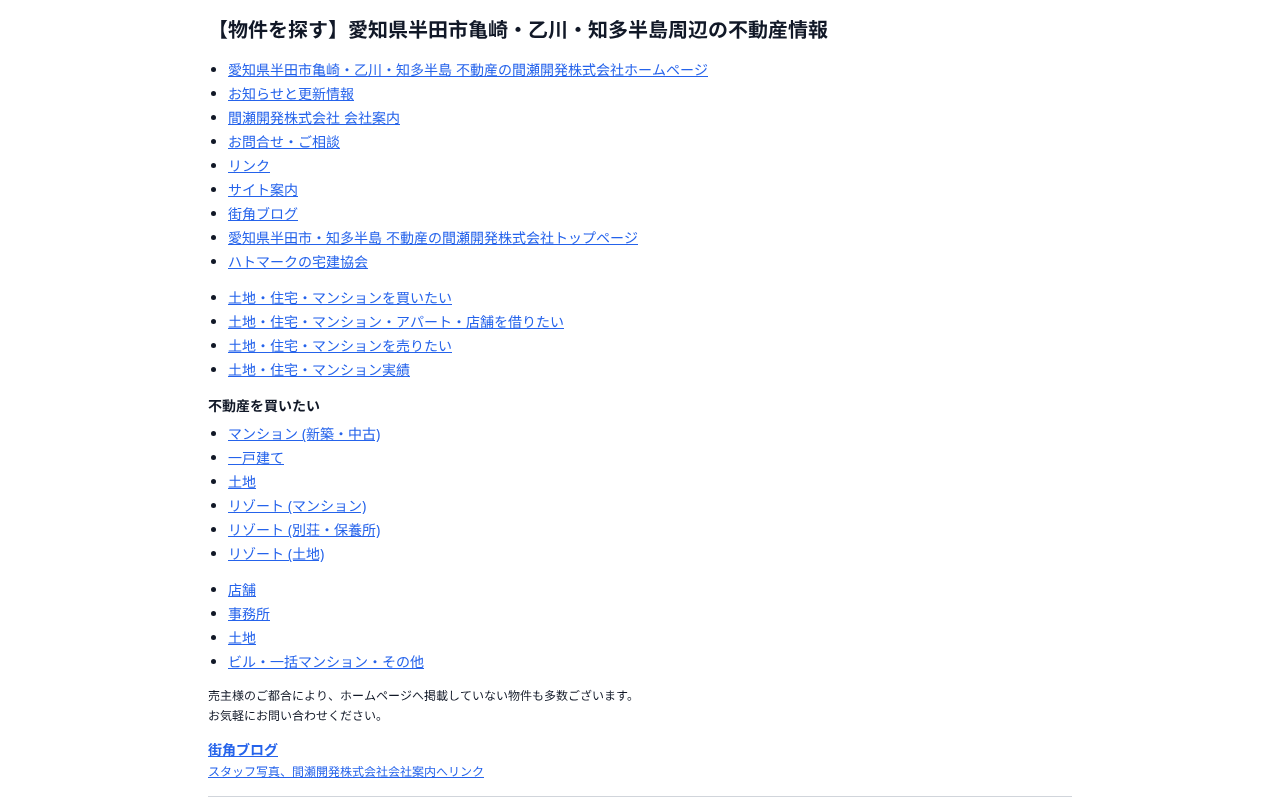 【物件を探す】愛知県半田市亀崎・乙川・知多半島周辺の不動産情報
愛知県半田市亀崎・乙川・知多半島 不動産の間瀬開発株式会社ホームページ
お知らせと更新情報
間瀬開発株式会社 会社案内
お問合せ・ご相談
リンク
サイト案内
街角ブログ
愛知県半田市・知多半島 不動産の間瀬開発株式会社トップページ
ハトマークの宅建協会
土地・住宅・マンションを買いたい
土地・住宅・マンション・アパート・店舗を借りたい
土地・住宅・マンションを売りたい
土地・住宅・マンション実績
不動産を買いたい
マンション (新築・中古)
一戸建て
土地
リゾート (マンション)
リゾート (別荘・保養所)
リゾート (土地)
店舗
事務所
土地
ビル・一括マンション・その他
売主様のご都合により、ホームページへ掲載していない物件も多数ございます。
お気軽にお問い合わせください。
街角ブログ
スタッフ写真、間瀬開発株式会社会社案内へリンク